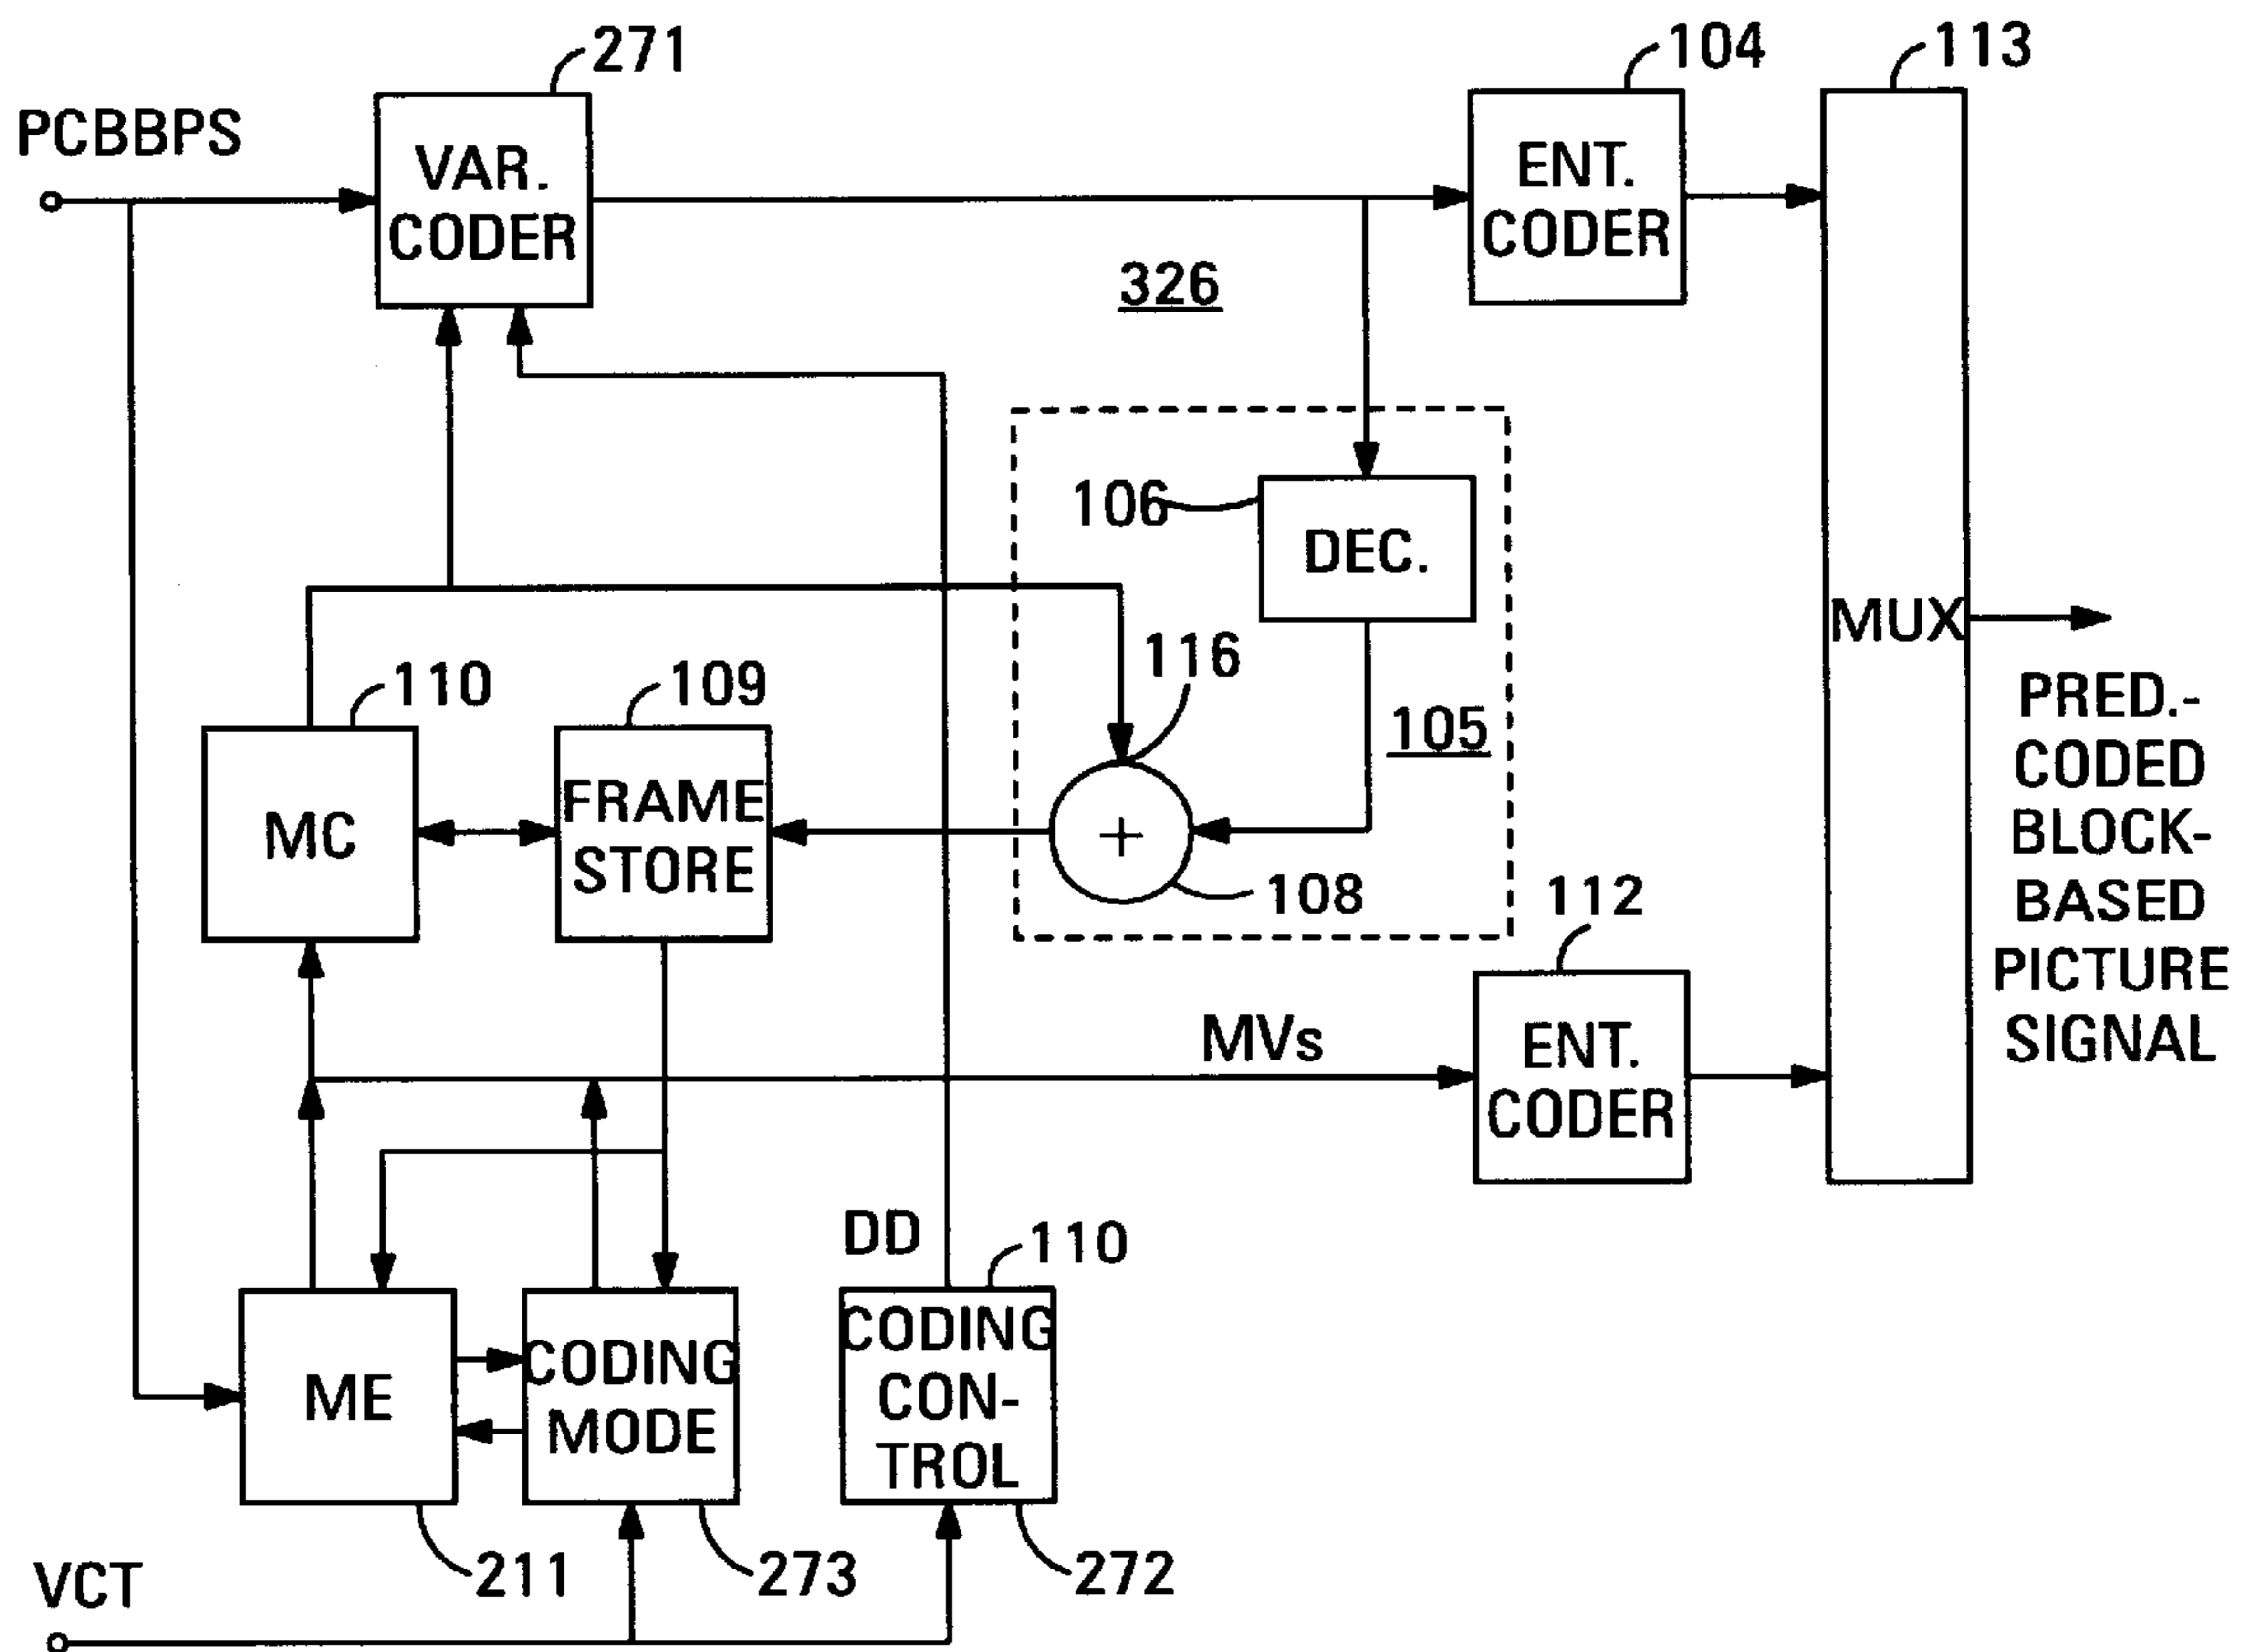 271
104
113
PCBBPS
VAR.
CODER
ENT.
CODER
326
106
DEC.
116
MUX
110
109
105
PRED.-
CODED
BLOCK-
BASED
PICTURE
SIGNAL
MC
FRAME
STORE
+
108
112
MVs
ENT.
CODER
DD
110
ME
CODING
MODE
CODING
CON-
TROL
211
273
272
VCT